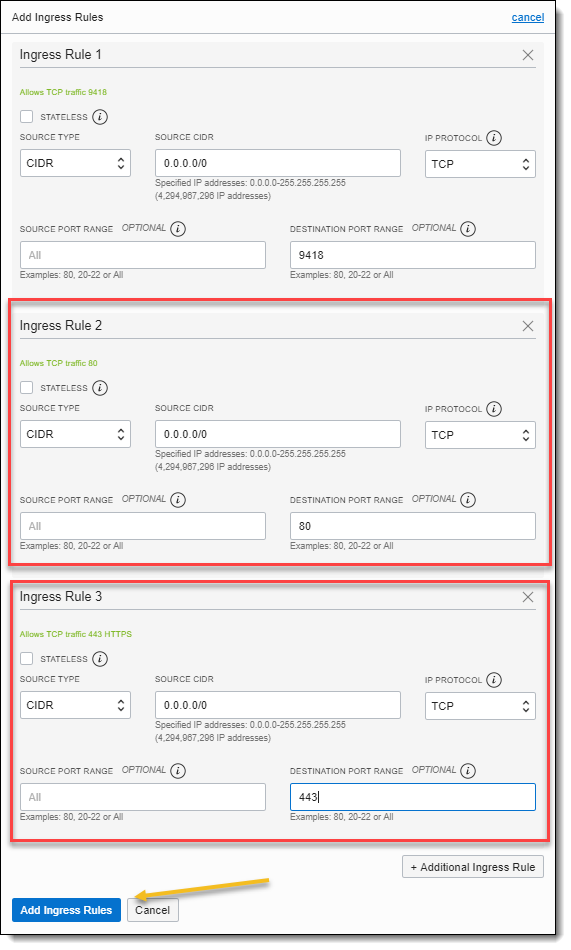 Add Ingress Rules cancel
Ingress Rule 1
Allows TCP traffic 9418
STATELESS i
SOURCE TYPE SOURCE CIDR IP PROTOCOL i
CIDR 0.0.0.0/0 TCP
Specified IP addresses: 0.0.0.0-255.255.255.255
(4,294,967,296 IP addresses)
SOURCE PORT RANGE OPTIONAL i DESTINATION PORT RANGE OPTIONAL i
All 9418
Examples: 80, 20-22 or All Examples: 80, 20-22 or All
Ingress Rule 2
Allows TCP traffic 80
STATELESS i
SOURCE TYPE SOURCE CIDR IP PROTOCOL i
CIDR 0.0.0.0/0 TCP
Specified IP addresses: 0.0.0.0-255.255.255.255
(4,294,967,296 IP addresses)
SOURCE PORT RANGE OPTIONAL i DESTINATION PORT RANGE OPTIONAL i
All 80
Examples: 80, 20-22 or All Examples: 80, 20-22 or All
Ingress Rule 3
Allows TCP traffic 443 HTTPS
STATELESS i
SOURCE TYPE SOURCE CIDR IP PROTOCOL i
CIDR 0.0.0.0/0 TCP
Specified IP addresses: 0.0.0.0-255.255.255.255
(4,294,967,296 IP addresses)
SOURCE PORT RANGE OPTIONAL i DESTINATION PORT RANGE OPTIONAL i
All 443
Examples: 80, 20-22 or All Examples: 80, 20-22 or All
+ Additional Ingress Rule
Add Ingress Rules Cancel